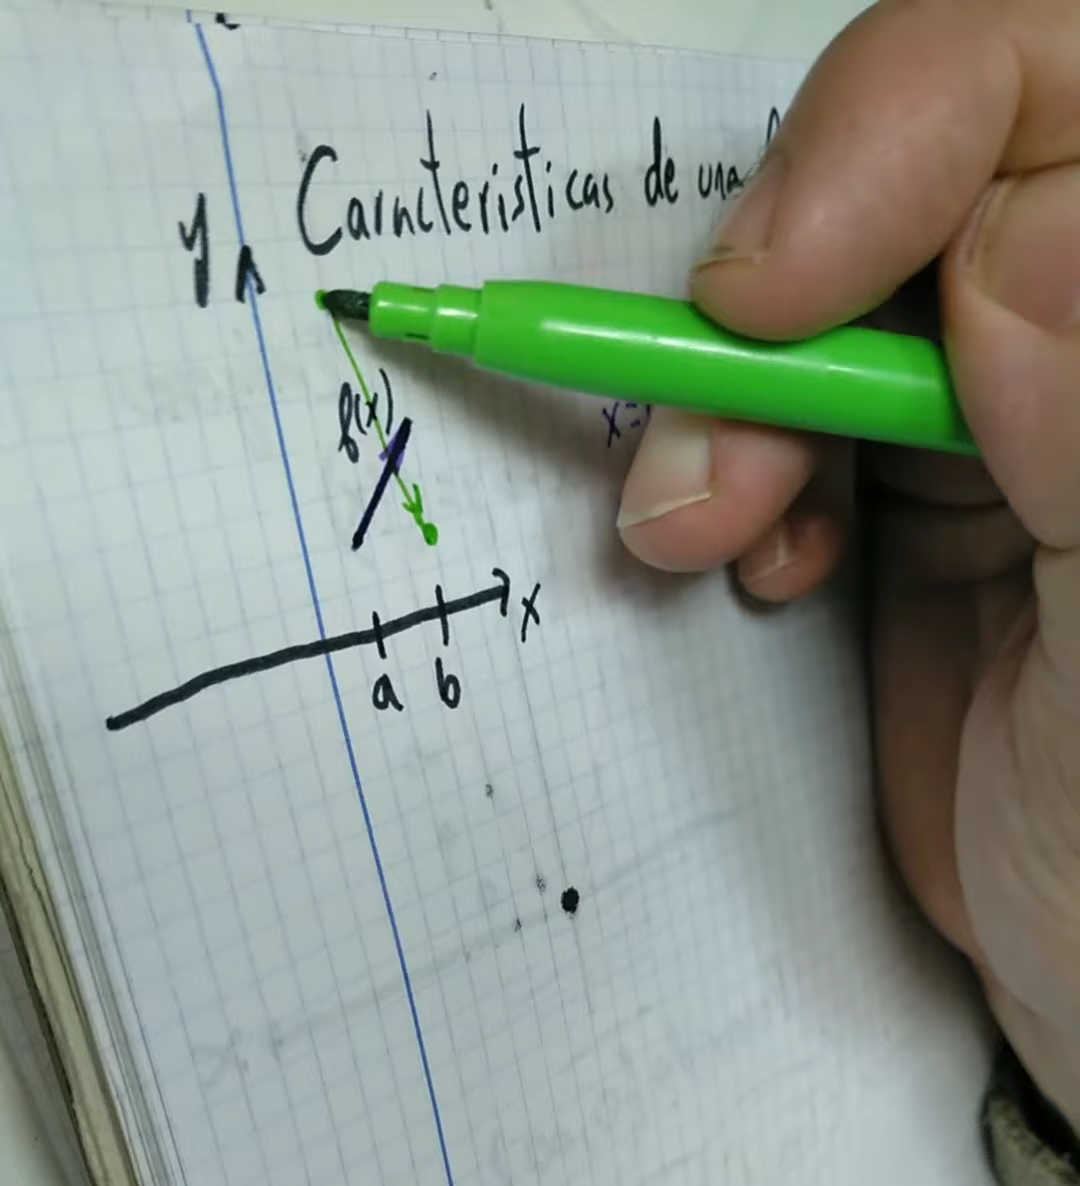 Caracteristicas de una
y
f(x)
x=
x
a b